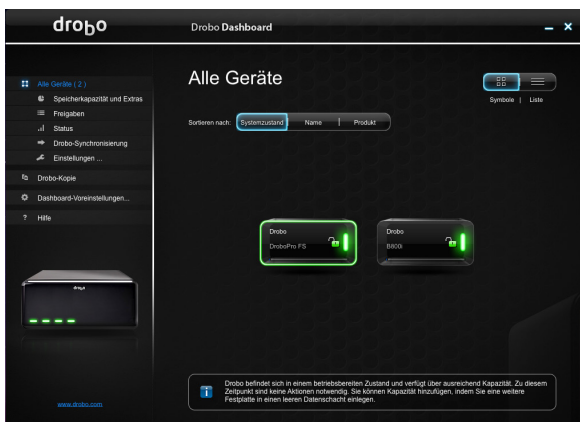 drobo
Drobo Dashboard
Alle Geräte ( 2 )
Speicherkapazität und Extras
Freigaben
Status
Drobo-Synchronisierung
Einstellungen ...
Drobo-Kopie
Dashboard-Voreinstellungen...
? Hilfe
drobo
www.drobo.com
Alle Geräte
Symbole | Liste
Sortieren nach: Systemzustand Name | Produkt
Drobo
DroboPro FS
Drobo
B800i
Drobo befindet sich in einem betriebsbereiten Zustand und verfügt über ausreichend Kapazität. Zu diesem
Zeitpunkt sind keine Aktionen notwendig. Sie können Kapazität hinzufügen, indem Sie eine weitere
Festplatte in einen leeren Datenschacht einlegen.